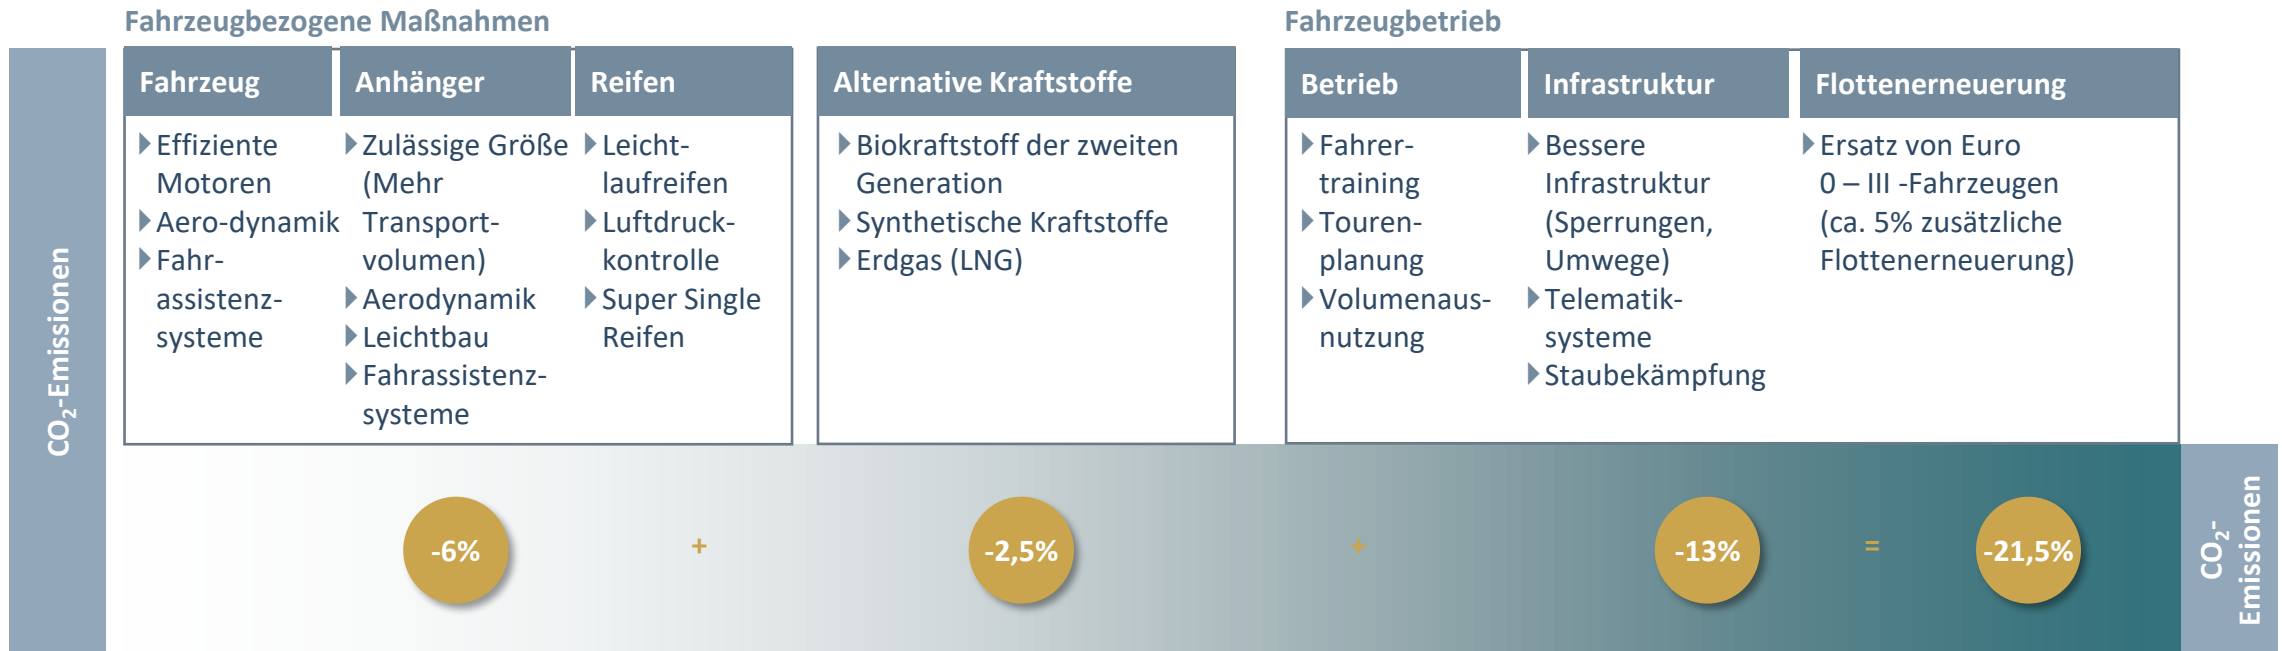 Fahrzeugbezogene Maßnahmen
Fahrzeugbetrieb
CO₂-Emissionen
Fahrzeug
Effiziente
Motoren
Aero-dynamik
Fahr-
assistenz-
systeme
Anhänger
Zulässige Größe
(Mehr
Transport-
volumen)
Aerodynamik
Leichtbau
Fahrassistenz-
systeme
Reifen
Leicht-
laufreifen
Luftdruck-
kontrolle
Super Single
Reifen
Alternative Kraftstoffe
Biokraftstoff der zweiten
Generation
Synthetische Kraftstoffe
Erdgas (LNG)
Betrieb
Fahrer-
training
Touren-
planung
Volumenaus-
nutzung
Infrastruktur
Bessere
Infrastruktur
(Sperrungen,
Umwege)
Telematik-
systeme
Staubekämpfung
Flottenerneuerung
Ersatz von Euro
0 – III -Fahrzeugen
(ca. 5% zusätzliche
Flottenerneuerung)
-6%
+
-2,5%
+
-13%
=
-21,5%
CO₂-
Emissionen